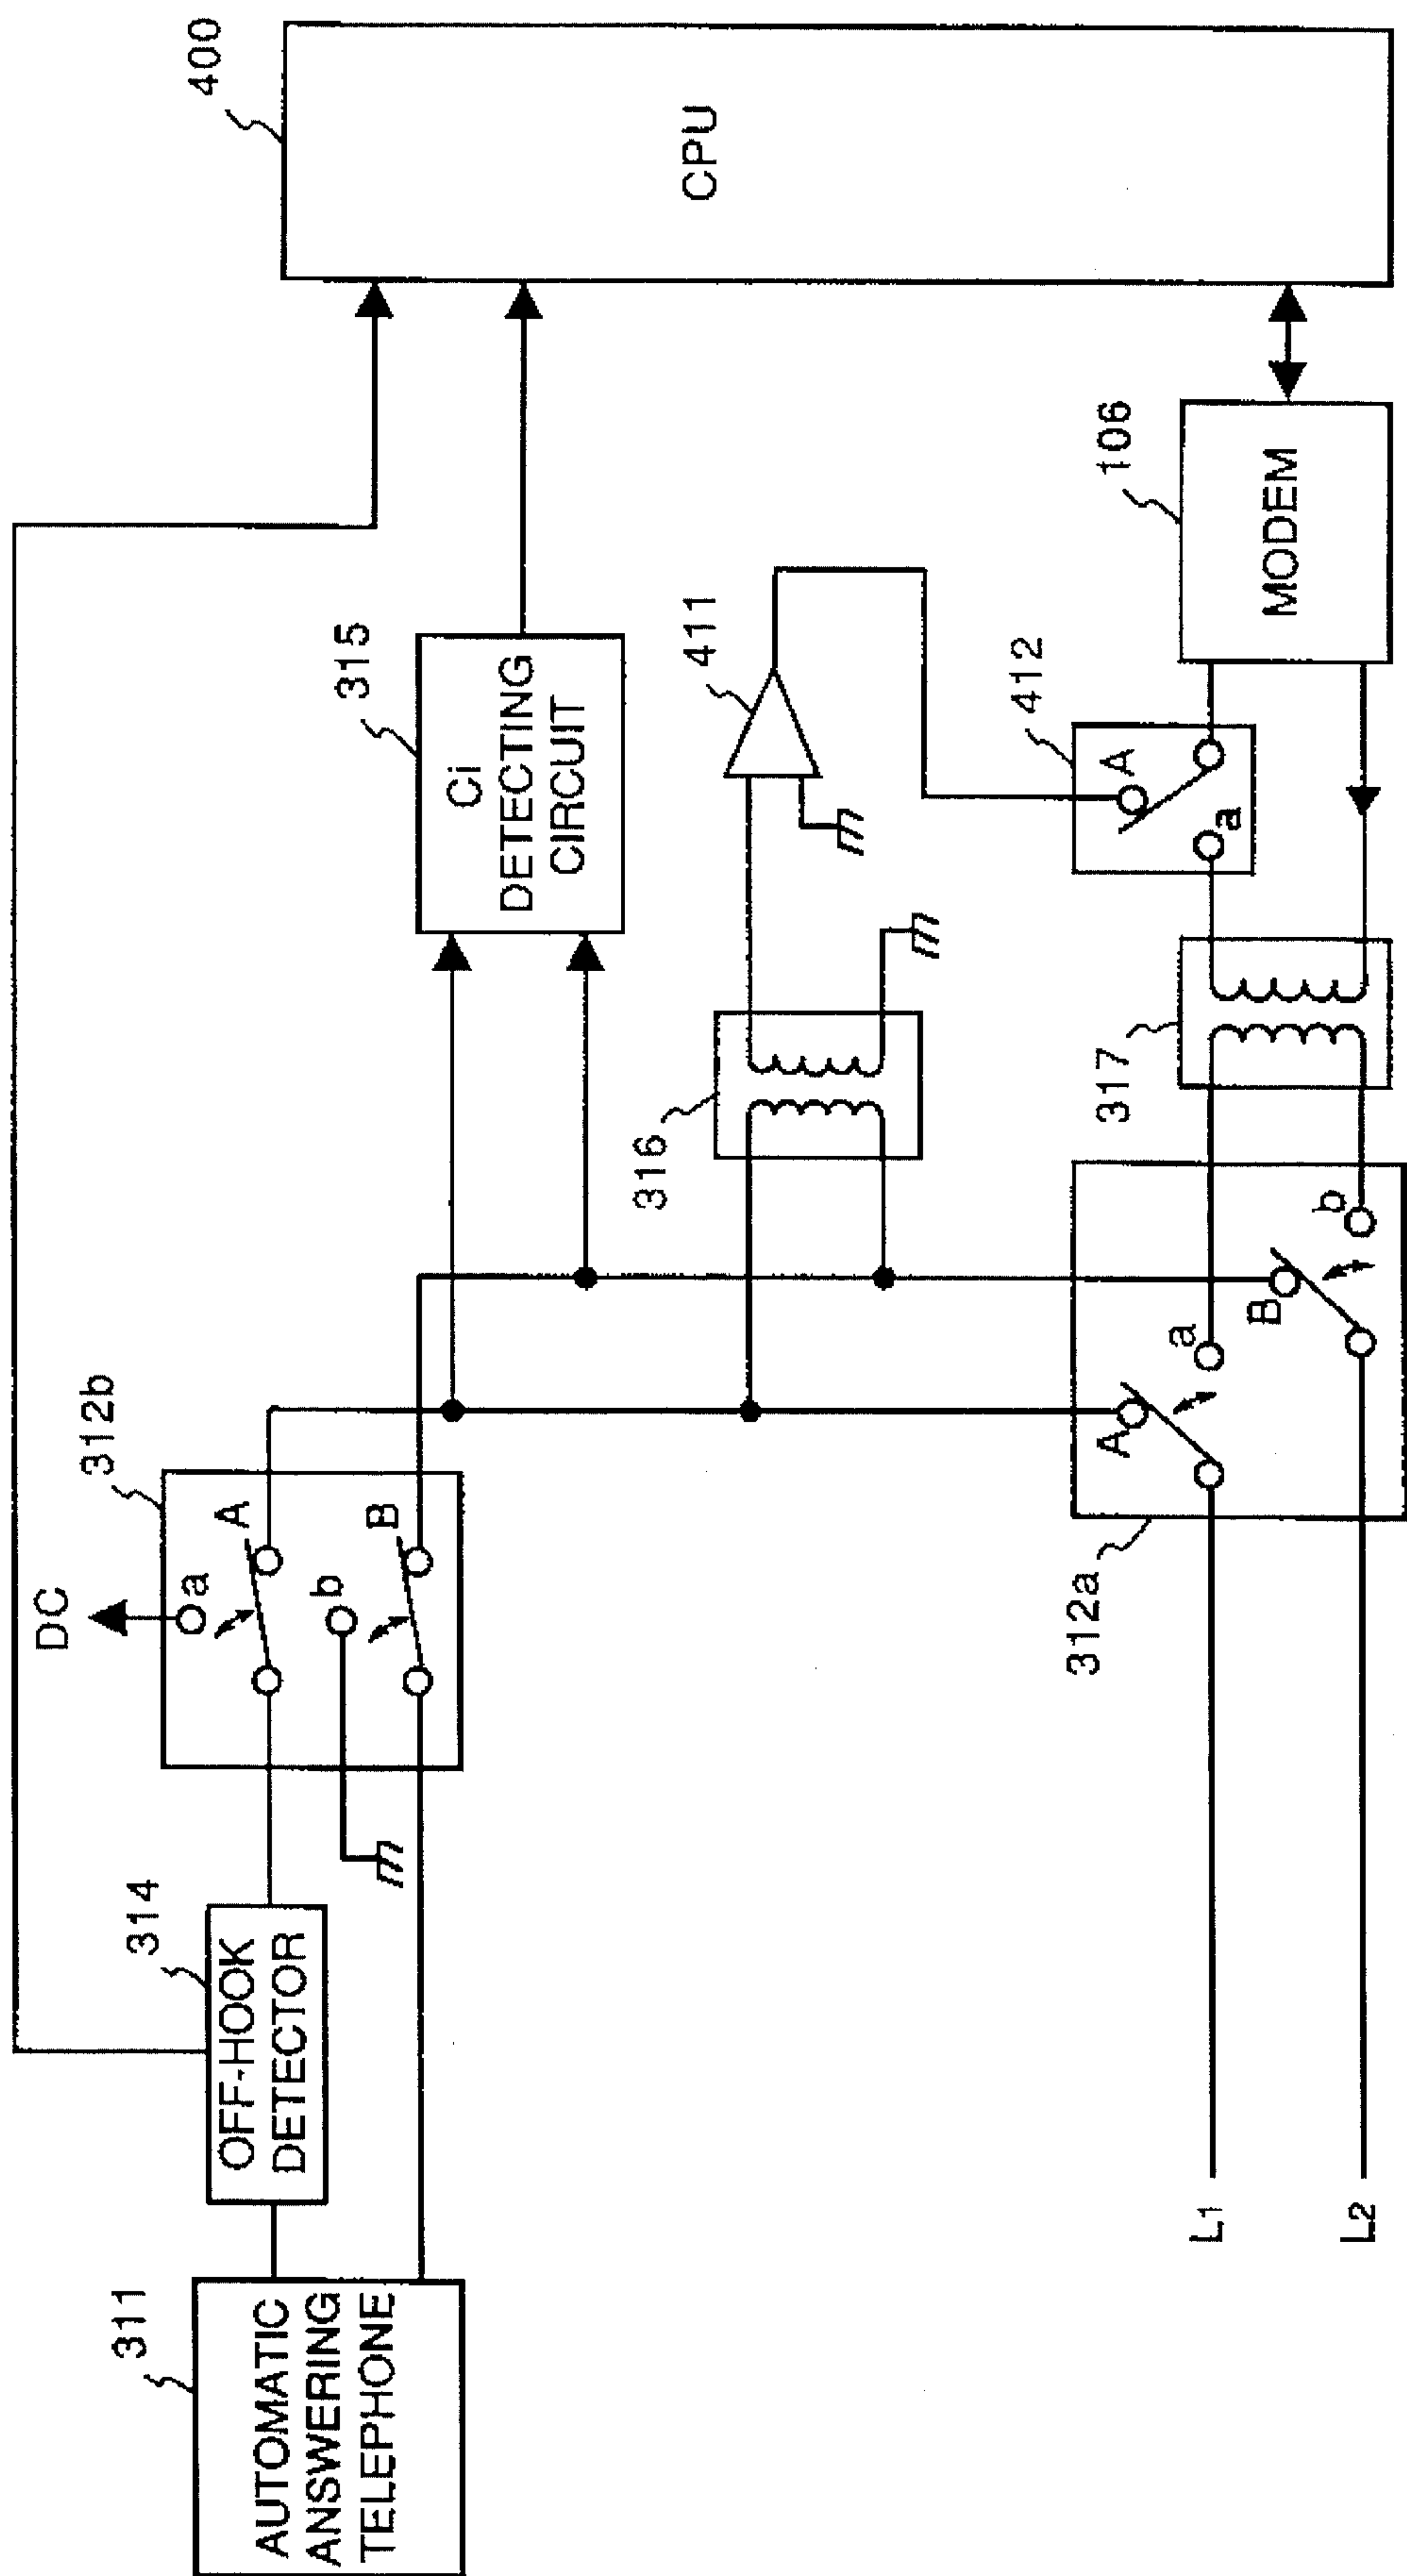 400
CPU
DC
312b
a
A
b
B
314
OFF-HOOK
DETECTOR
311
AUTOMATIC
ANSWERING
TELEPHONE
315
Ci
DETECTING
CIRCUIT
411
316
412
A
a
106
MODEM
317
312a
A
a
B
b
L1
L2